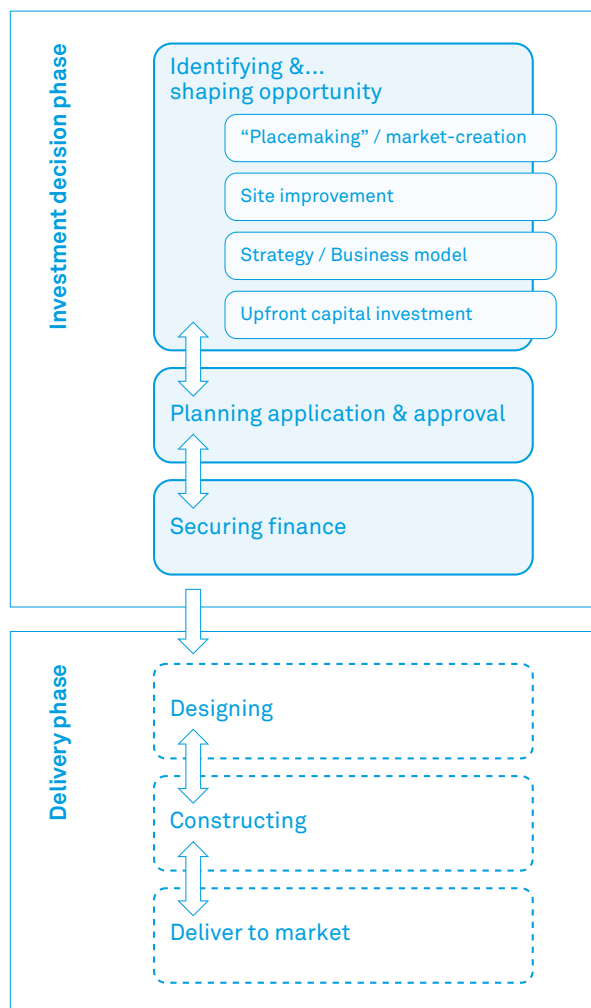 Investment decision phase
Identifying &...
shaping opportunity
“Placemaking” / market-creation
Site improvement
Strategy / Business model
Upfront capital investment
Planning application & approval
Securing finance
Delivery phase
Designing
Constructing
Deliver to market